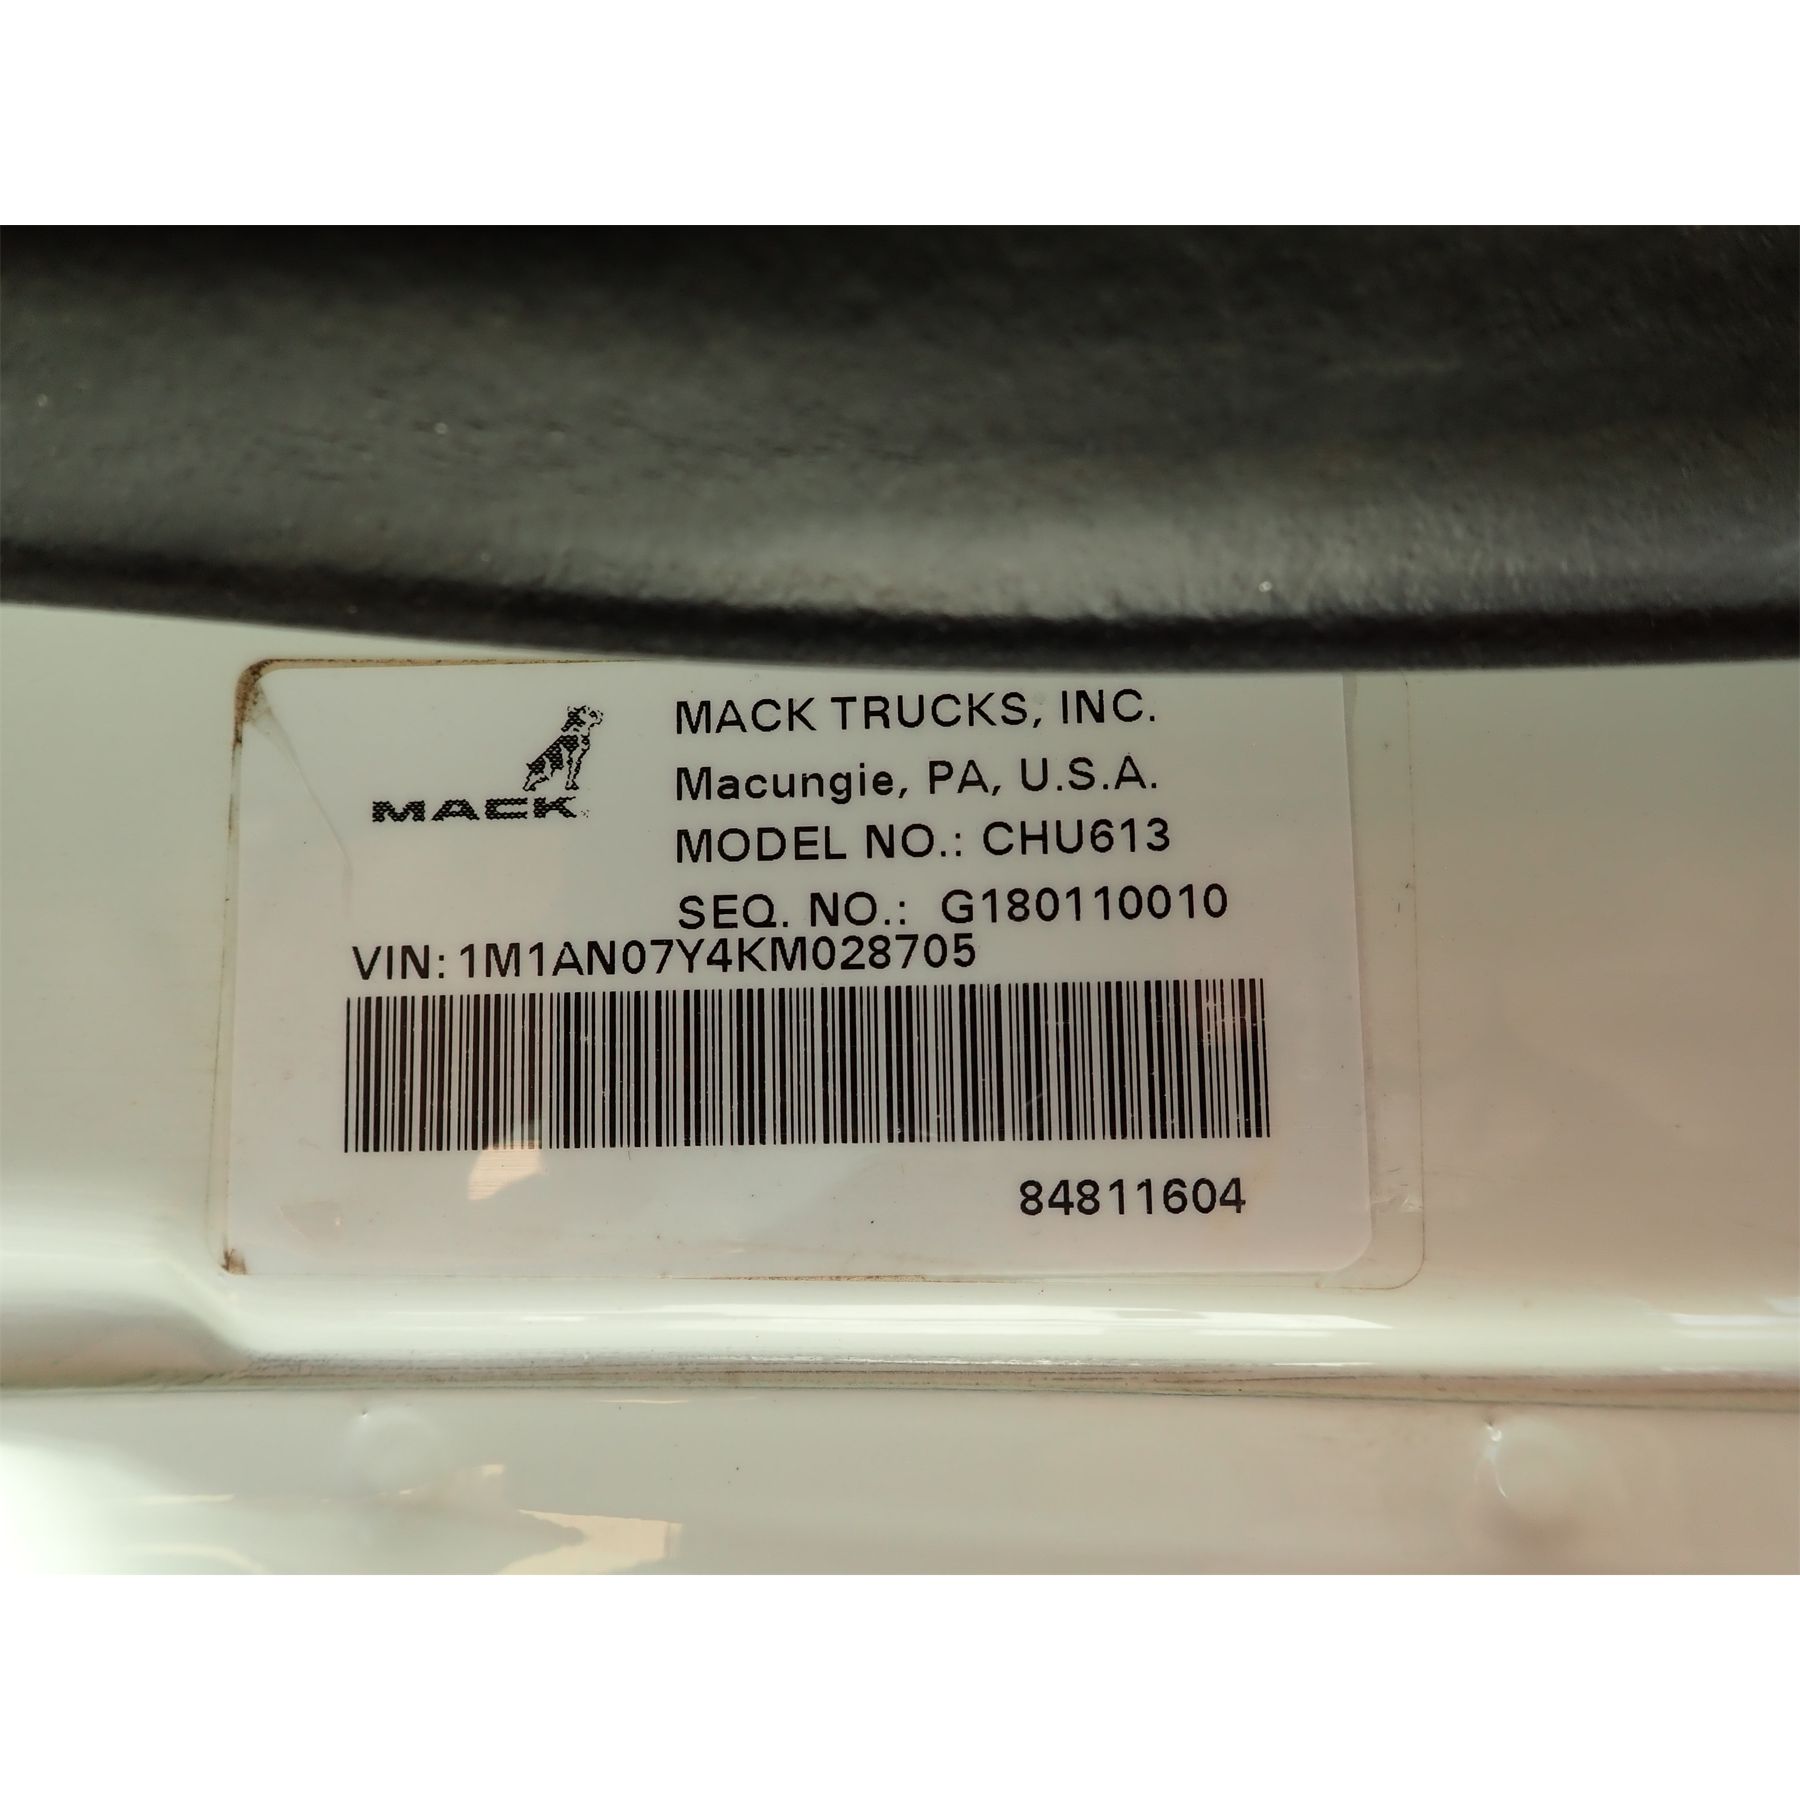 MACK
MACK TRUCKS, INC.
Macungie, PA, U.S.A.
MODEL NO.: CHU613
SEQ. NO.: G180110010
VIN: 1M1AN07Y4KM028705
84811604